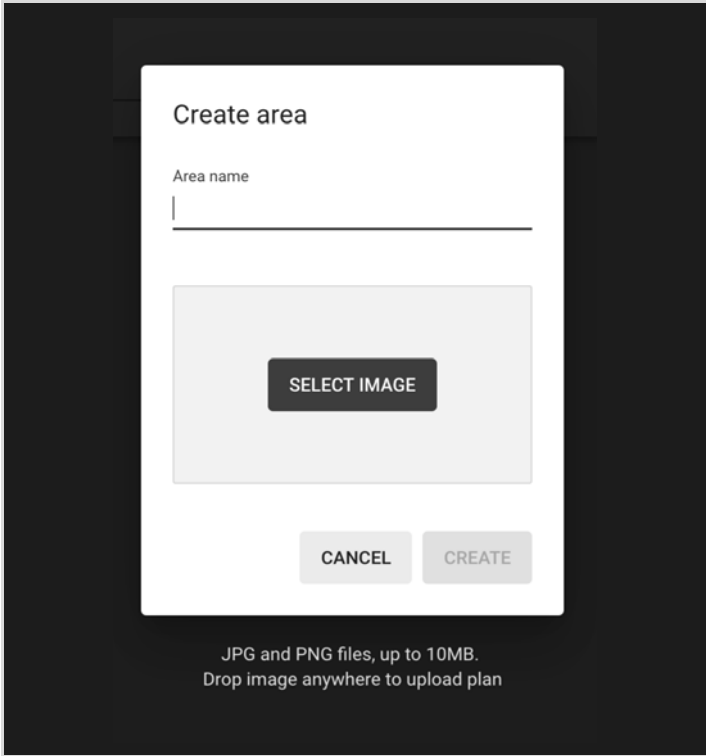 Create area
Area name
SELECT IMAGE
CANCEL CREATE
JPG and PNG files, up to 10MB.
Drop image anywhere to upload plan